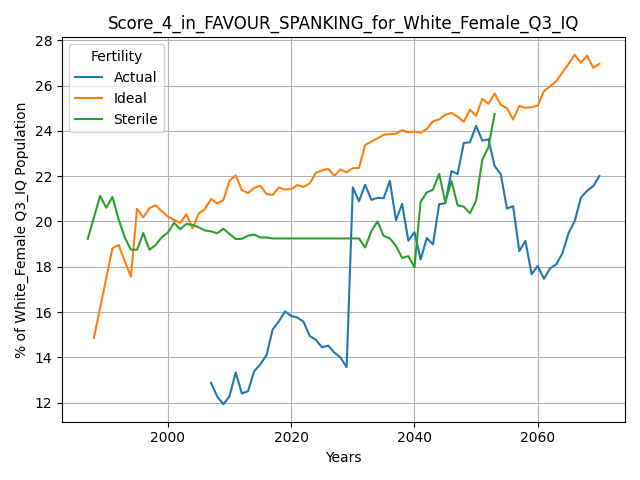 Score_4_in_FAVOUR_SPANKING_for_White_Female_Q3_IQ
% of White_Female Q3_IQ Population
28
26
24
22
20
18
16
14
12
Fertility
Actual
Ideal
Sterile
2000
2020
2040
2060
Years